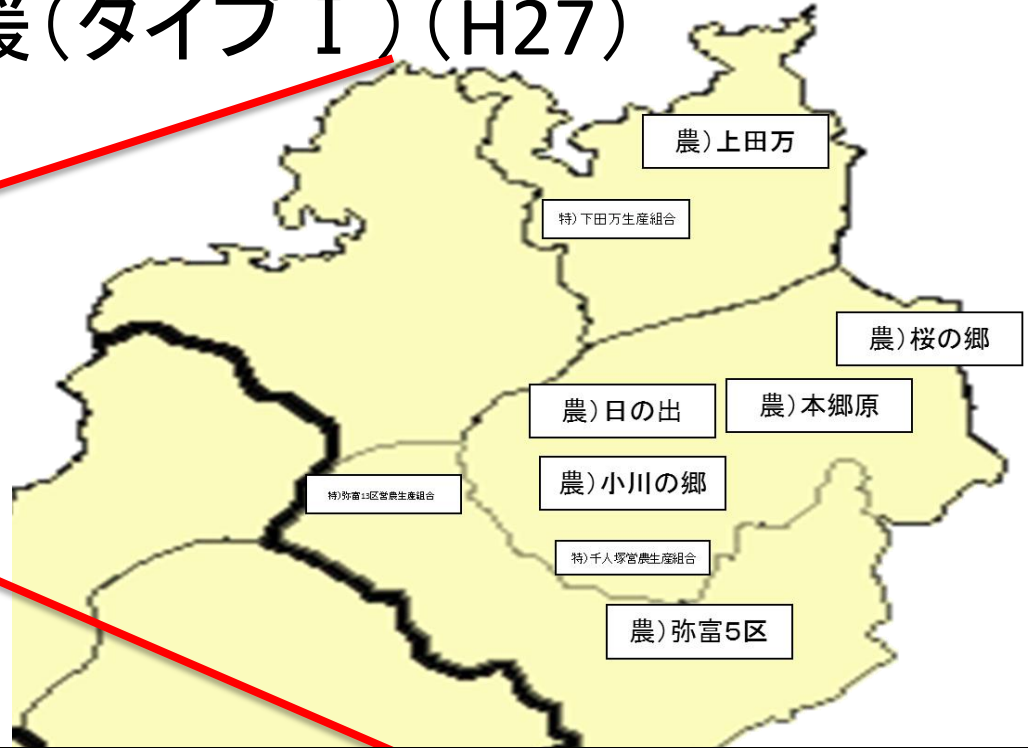 援(タイプⅠ)(H27)
農)上田万
特)下田万生産組合
農)桜の郷
農)日の出
農)本郷原
農)小川の郷
特)弥富13区営農生産組合
特)千人塚営農生産組合
農)弥富5区